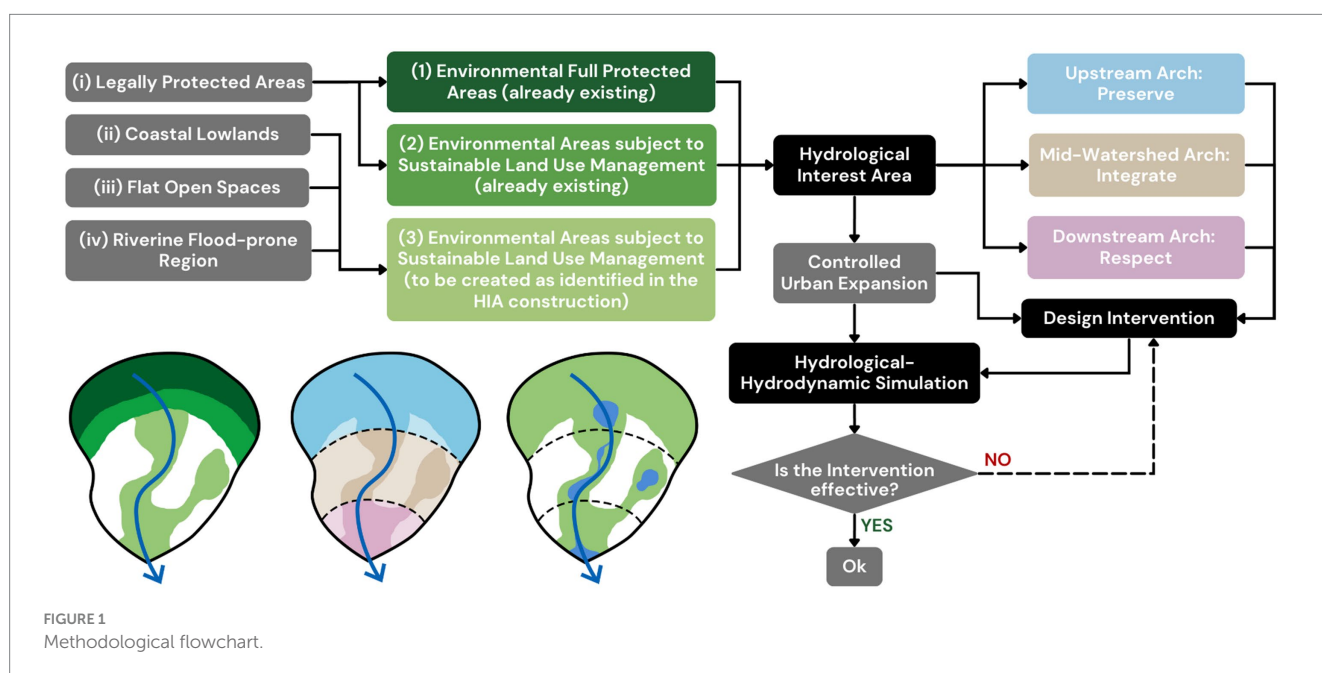 (i) Legally Protected Areas
(ii) Coastal Lowlands
(iii) Flat Open Spaces
(iv) Riverine Flood-prone
Region
(1) Environmental Full Protected
Areas (already existing)
(2) Environmental Areas subject to
Sustainable Land Use Management
(already existing)
(3) Environmental Areas subject to
Sustainable Land Use Management
(to be created as identified in the
HIA construction)
Hydrological
Interest Area
Controlled
Urban Expansion
Upstream Arch:
Preserve
Mid-Watershed Arch:
Integrate
Downstream Arch:
Respect
Design Intervention
Hydrological-
Hydrodynamic Simulation
Is the Intervention
effective?
NO
YES
Ok
FIGURE 1
Methodological flowchart.